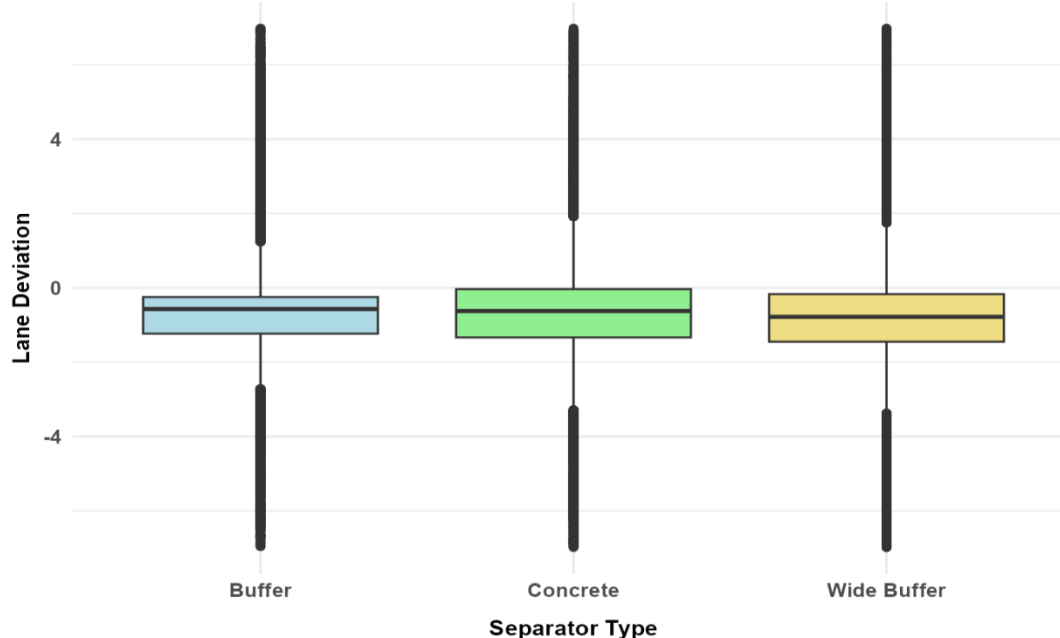 Lane Deviation
4
0
-4
Buffer Concrete Wide Buffer
Separator Type